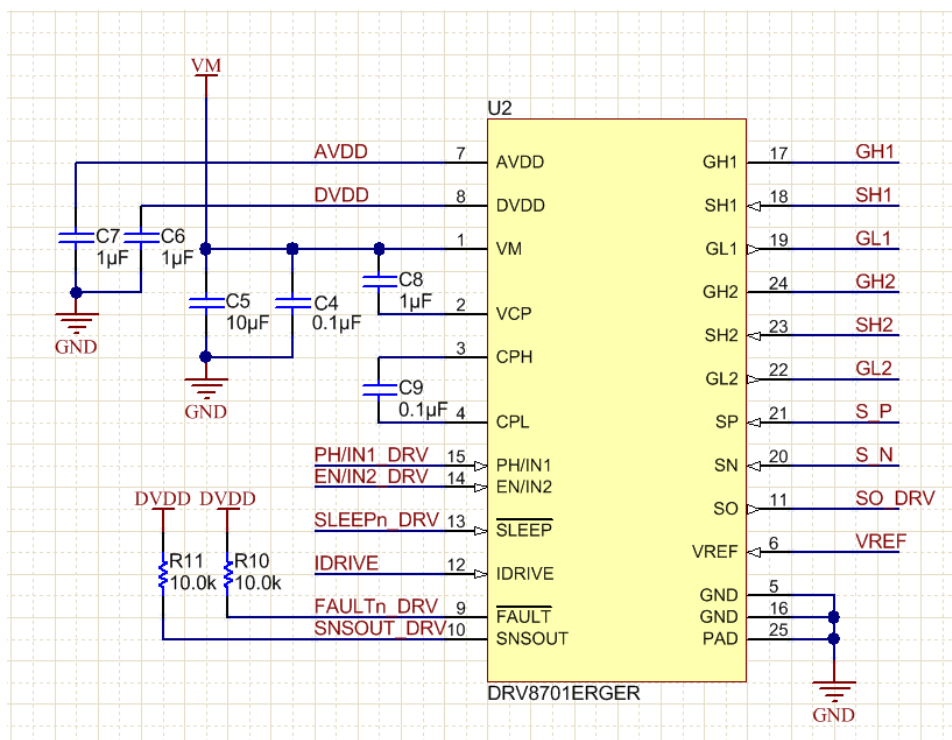 VM
U2
AVDD 7 AVDD GH1 17 GH1
DVDD 8 DVDD SH1 18 SH1
1 VM GL1 19 GL1
C7 1µF C6 1µF
GH2 24 GH2
C8 1µF
C5 10µF C4 0.1µF
2 VCP
SH2 23 SH2
GND
3 CPH
GL2 22 GL2
C9 0.1µF
GND
4 CPL SP 21 S_P
PH/IN1_DRV 15 PH/IN1 SN 20 S_N
EN/IN2_DRV 14 EN/IN2
DVDD DVDD
SO 11 SO_DRV
SLEEPn_DRV 13 SLEEP
VREF 6 VREF
R11 10.0k R10 10.0k
IDRIVE 12 IDRIVE
GND 5
FAULTn_DRV 9 FAULT GND 16
SNSOUT_DRV 10 SNSOUT PAD 25
DRV8701ERGER
GND